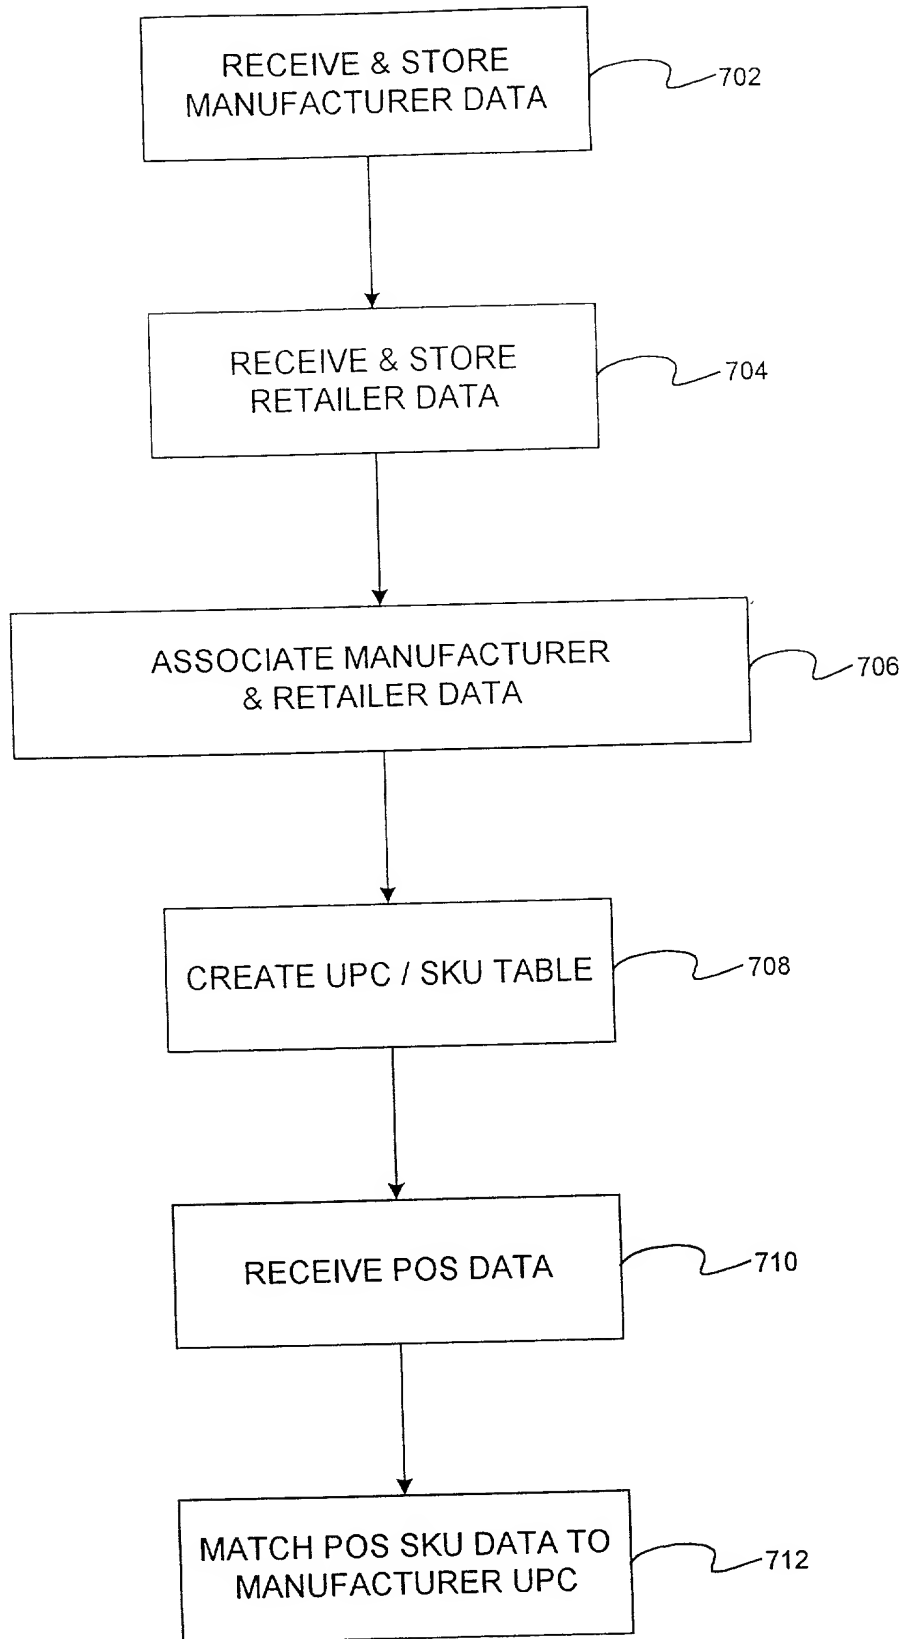 RECEIVE & STORE
MANUFACTURER DATA
702
RECEIVE & STORE
RETAILER DATA
704
ASSOCIATE MANUFACTURER
& RETAILER DATA
706
CREATE UPC / SKU TABLE
708
RECEIVE POS DATA
710
MATCH POS SKU DATA TO
MANUFACTURER UPC
712